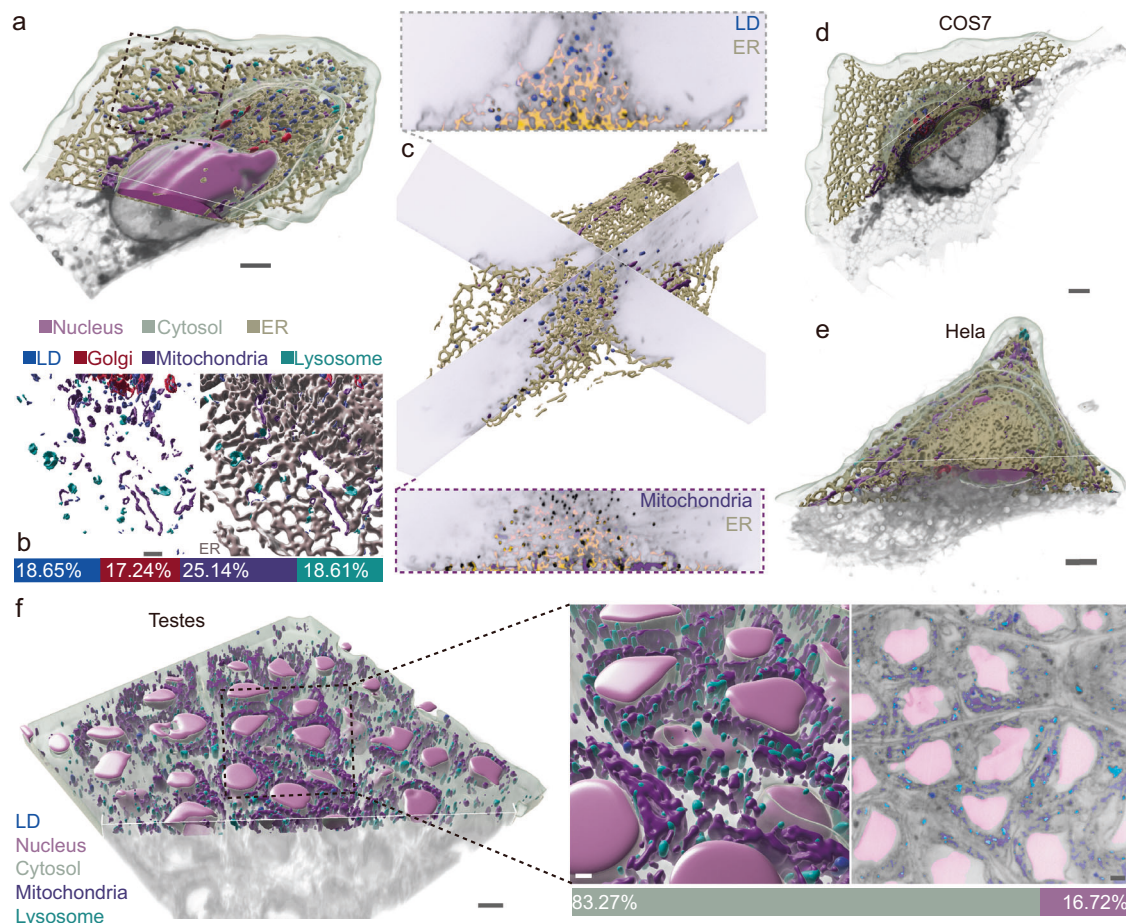 a
Nucleus Cytosol ER
LD Golgi Mitochondria Lysosome
ER
b
18.65% 17.24% 25.14% 18.61%
LD
ER
c
Mitochondria
ER
d
COS7
e
Hela
f
Testes
LD
Nucleus
Cytosol
Mitochondria
Lysosome
83.27% 16.72%